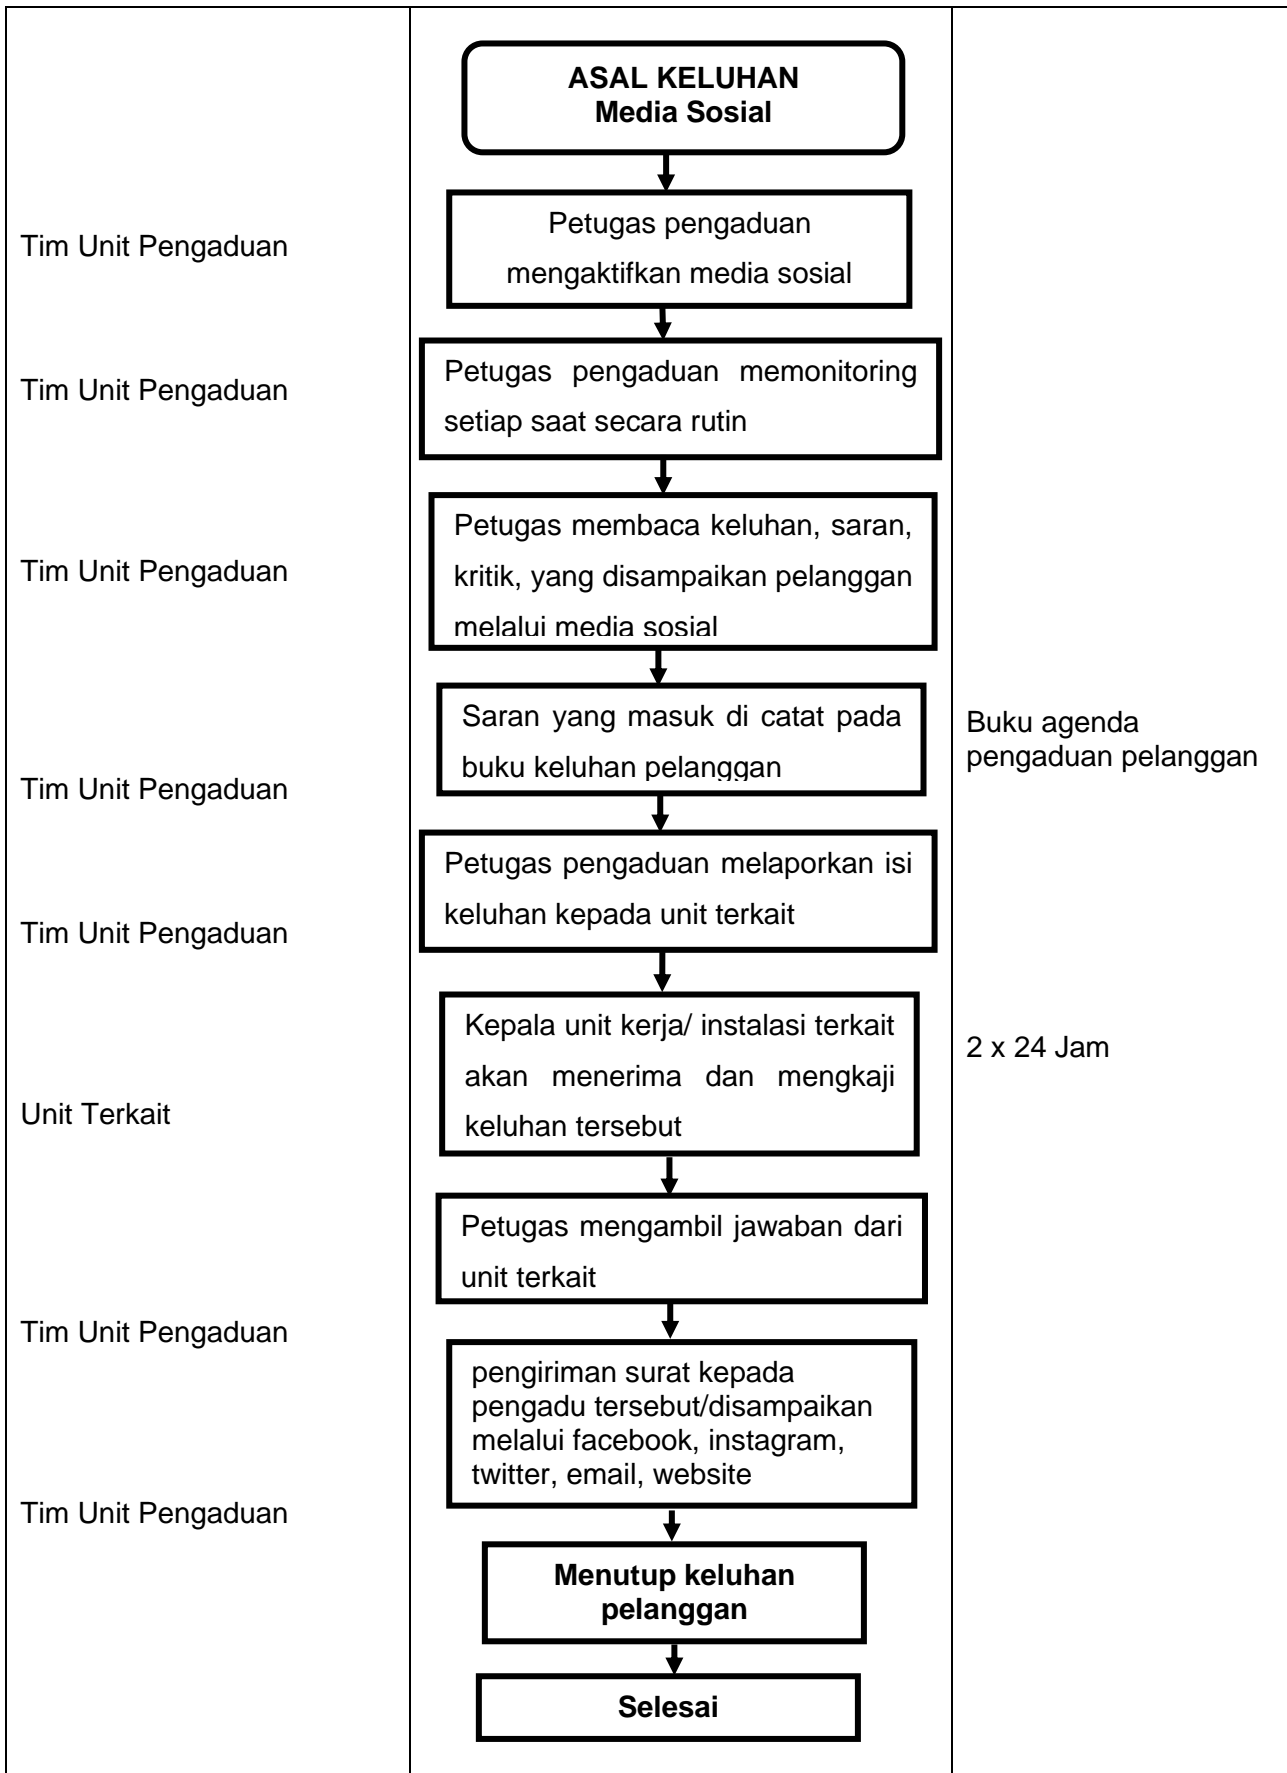 ASAL KELUHAN
Media Sosial
Tim Unit Pengaduan
Petugas pengaduan
mengaktifkan media sosial
Tim Unit Pengaduan
Petugas pengaduan memonitoring
setiap saat secara rutin
Tim Unit Pengaduan
Petugas membaca keluhan, saran,
kritik, yang disampaikan pelanggan
melalui media sosial
Tim Unit Pengaduan
Saran yang masuk di catat pada
buku keluhan pelanggan
Buku agenda
pengaduan pelanggan
Tim Unit Pengaduan
Petugas pengaduan melaporkan isi
keluhan kepada unit terkait
Unit Terkait
Kepala unit kerja/ instalasi terkait
akan menerima dan mengkaji
keluhan tersebut
2 x 24 Jam
Tim Unit Pengaduan
Petugas mengambil jawaban dari
unit terkait
Tim Unit Pengaduan
pengiriman surat kepada
pengadu tersebut/disampaikan
melalui facebook, instagram,
twitter, email, website
Menutup keluhan
pelanggan
Selesai